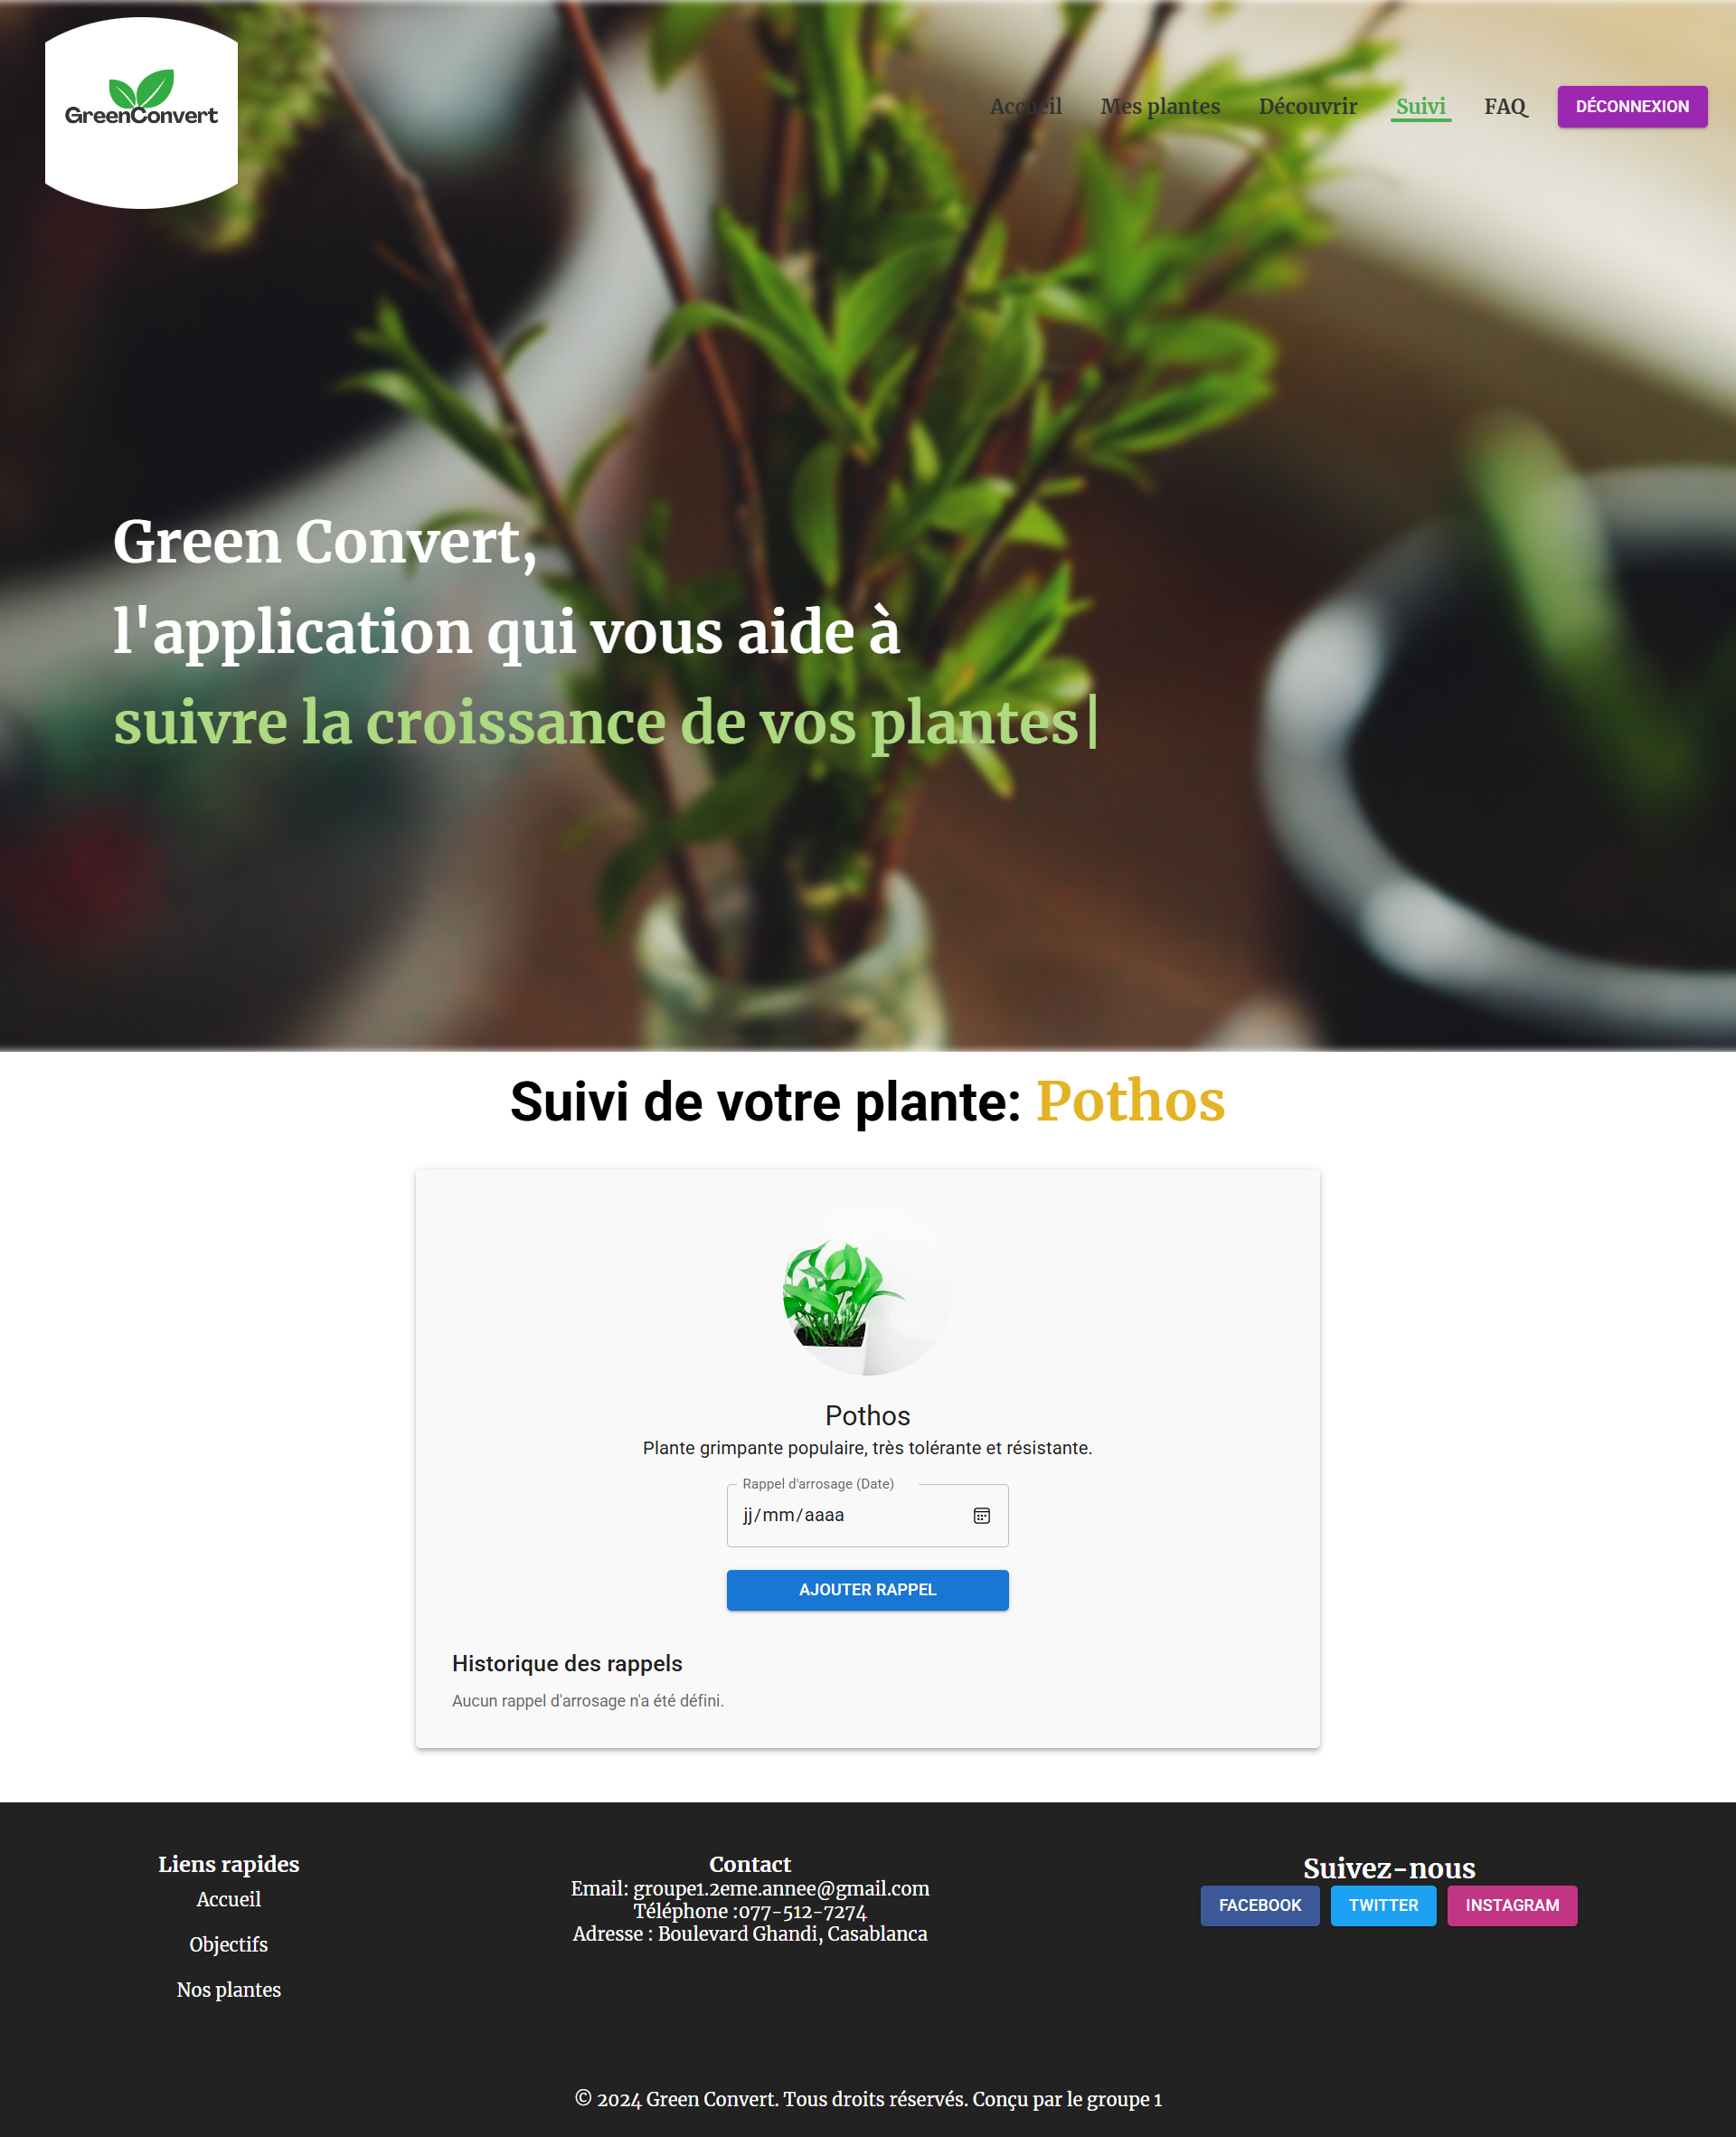 GreenConvert
Accueil Mes plantes Découvrir Suivi FAQ DÉCONNEXION
Green Convert,
l'application qui vous aide à
suivre la croissance de vos plantes|
Suivi de votre plante: Pothos
Pothos
Plante grimpante populaire, très tolérante et résistante.
Rappel d'arrosage (Date)
jj/mm/aaaa
AJOUTER RAPPEL
Historique des rappels
Aucun rappel d'arrosage n'a été défini.
Liens rapides
Accueil
Objectifs
Nos plantes
Contact
Email: groupe1.2eme.annee@gmail.com
Téléphone :077-512-7274
Adresse : Boulevard Ghandi, Casablanca
Suivez-nous
FACEBOOK TWITTER INSTAGRAM
© 2024 Green Convert. Tous droits réservés. Conçu par le groupe 1